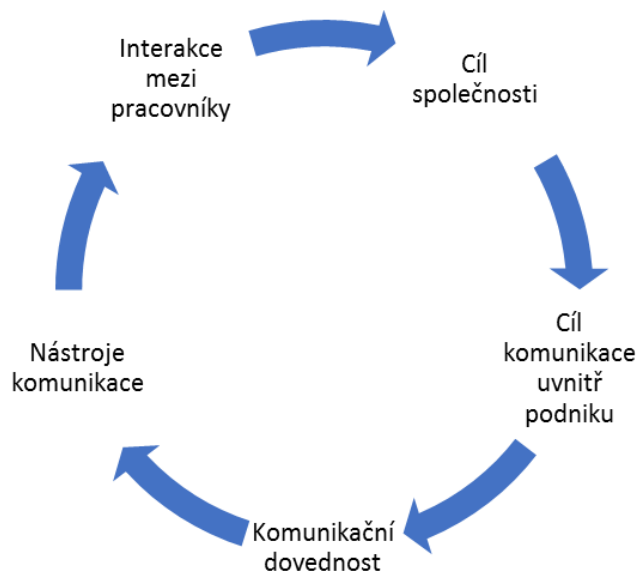 Interakce
mezi
pracovníky
Cíl
společnosti
Cíl
komunikace
uvnitř
podniku
Komunikační
dovednost
Nástroje
komunikace